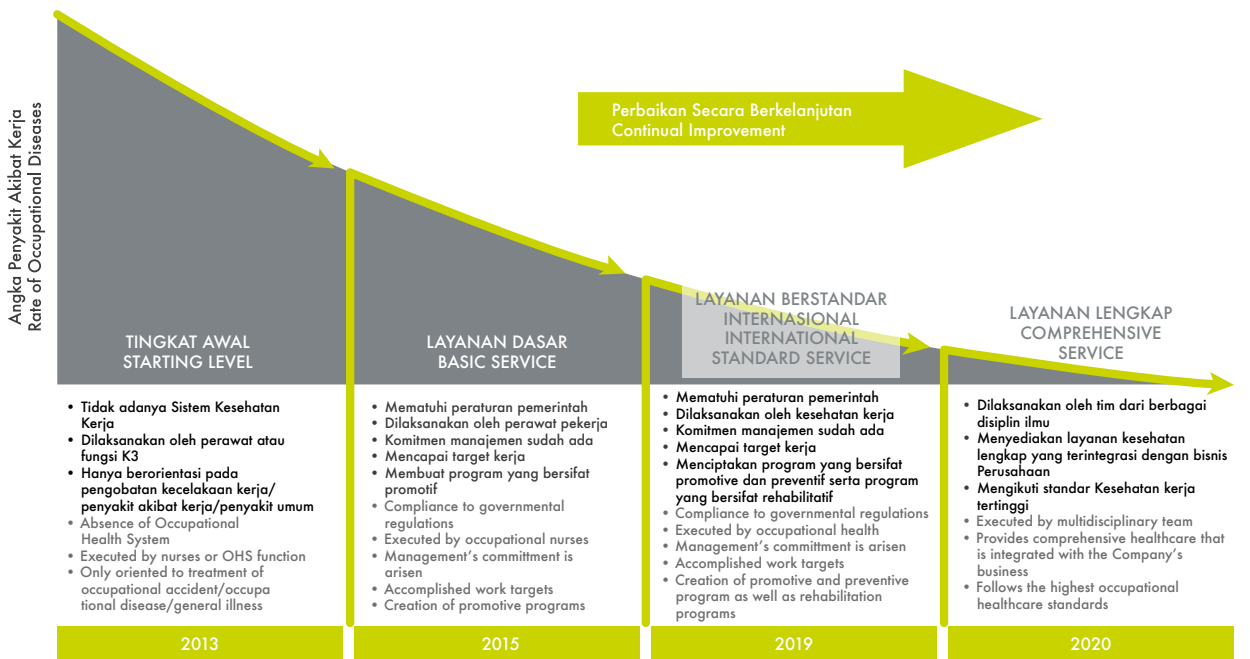 Angka Penyakit Akibat Kerja
Rate of Occupational Diseases
Perbaikan Secara Berkelanjutan
Continual Improvement
TINGKAT AWAL
STARTING LEVEL
• Tidak adanya Sistem Kesehatan
Kerja
• Dilaksanakan oleh perawat atau
fungsi K3
• Hanya berorientasi pada
pengobatan kecelakaan kerja/
penyakit akibat kerja/penyakit umum
• Absence of Occupational
Health System
• Executed by nurses or OHS function
• Only oriented to treatment of
occupational accident/occupa
tional disease/general illness
2013
LAYANAN DASAR
BASIC SERVICE
• Mematuhi peraturan pemerintah
• Dilaksanakan oleh perawat pekerja
• Komitmen manajemen sudah ada
• Mencapai target kerja
• Membuat program yang bersifat
promotif
• Compliance to governmental
regulations
• Executed by occupational nurses
• Management's committment is
arisen
• Accomplished work targets
• Creation of promotive programs
2015
LAYANAN BERSTANDAR
INTERNASIONAL
INTERNATIONAL
STANDARD SERVICE
• Mematuhi peraturan pemerintah
• Dilaksanakan oleh kesehatan kerja
• Komitmen manajemen sudah ada
• Mencapai target kerja
• Menciptakan program yang bersifat
promotive dan preventif serta program
yang bersifat rehabilitatif
• Compliance to governmental regulations
• Executed by occupational health
• Management's committment is arisen
• Accomplished work targets
• Creation of promotive and preventive
program as well as rehabilitation
programs
2019
LAYANAN LENGKAP
COMPREHENSIVE
SERVICE
• Dilaksanakan oleh tim dari berbagai
disiplin ilmu
• Menyediakan layanan kesehatan
lengkap yang terintegrasi dengan bisnis
Perusahaan
• Mengikuti standar Kesehatan kerja
tertinggi
• Executed by multidisciplinary team
• Provides comprehensive healthcare that
is integrated with the Company's
business
• Follows the highest occupational
healthcare standards
2020